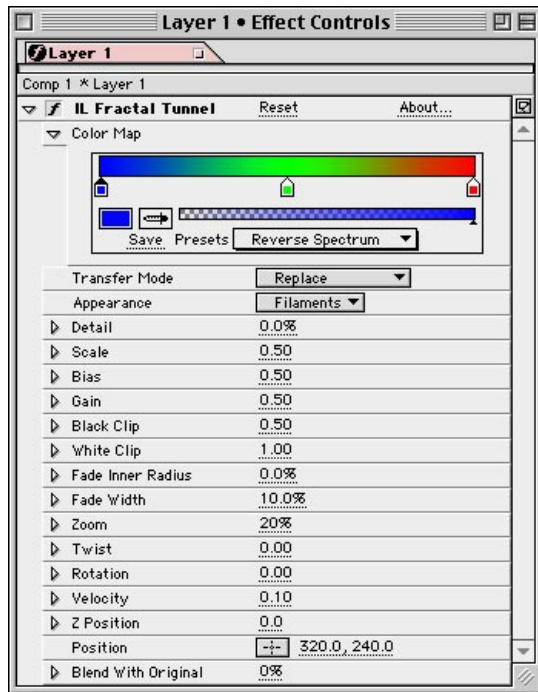 Layer 1 • Effect Controls
Layer 1
Comp 1 * Layer 1
IL Fractal Tunnel Reset About...
Color Map
Save Presets Reverse Spectrum
Transfer Mode Replace
Appearance Filaments
Detail 0.0%
Scale 0.50
Bias 0.50
Gain 0.50
Black Clip 0.50
White Clip 1.00
Fade Inner Radius 0.0%
Fade Width 10.0%
Zoom 20%
Twist 0.00
Rotation 0.00
Velocity 0.10
Z Position 0.0
Position 320.0, 240.0
Blend With Original 0%